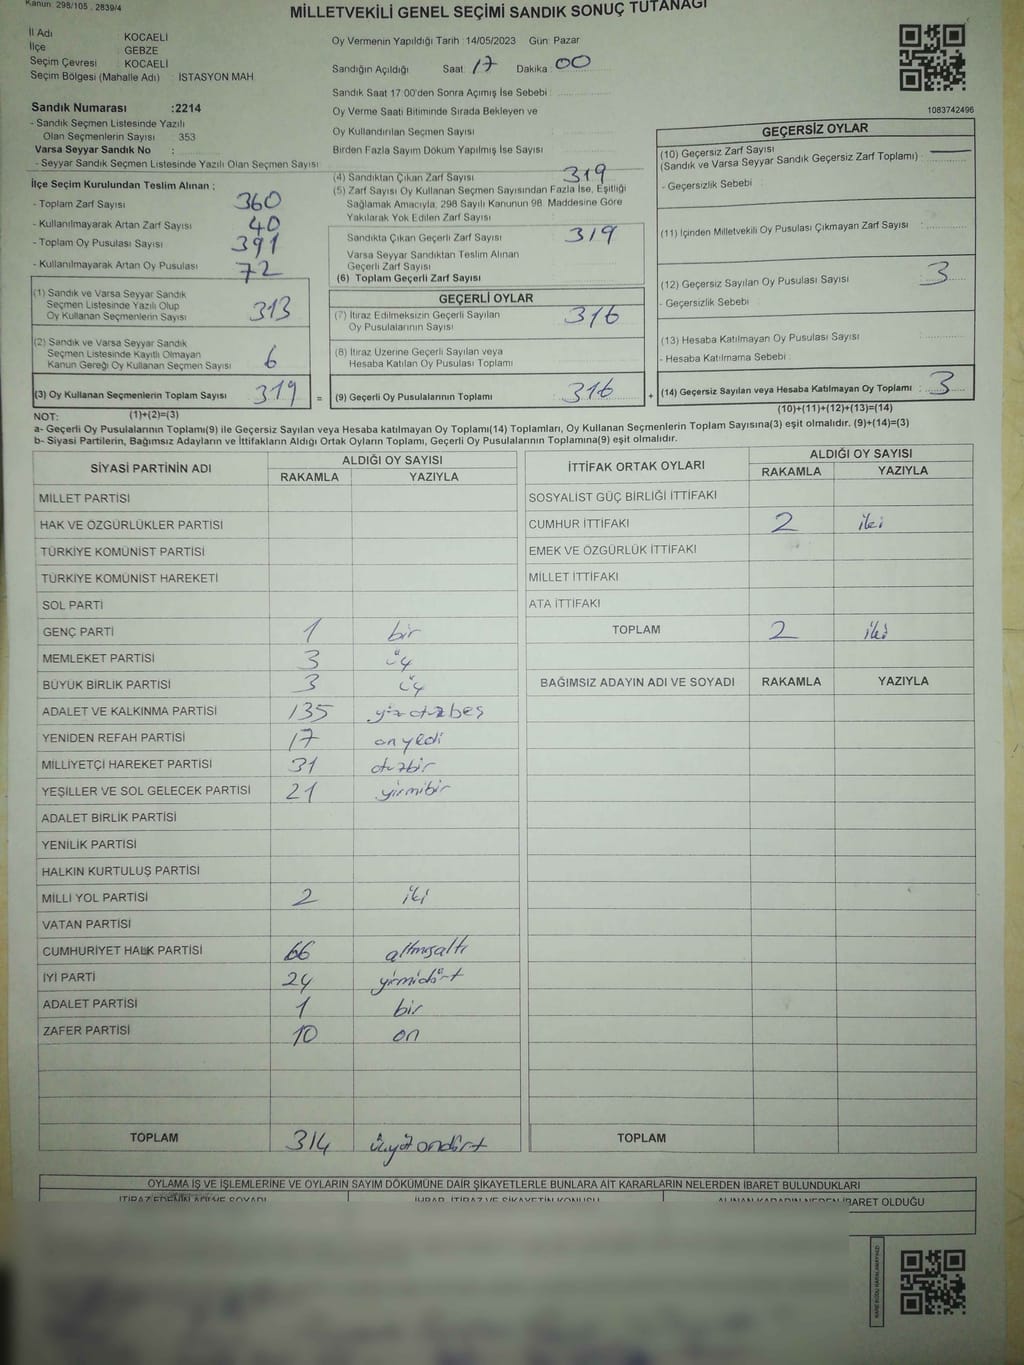 Kanun: 298/105 , 2839/4
MİLLETVEKİLİ GENEL SEÇİMİ SANDIK SONUÇ TUTANAĞI
İl Adı KOCAELİ
İlçe : GEBZE
Seçim Çevresi : KOCAELİ
Seçim Bölgesi (Mahalle Adı) : İSTASYON MAH
Sandık Numarası :2214
- Sandık Seçmen Listesinde Yazılı
Olan Seçmenlerin Sayısı : 353
Varsa Seyyar Sandık No :
- Seyyar Sandık Seçmen Listesinde Yazılı Olan Seçmen Sayısı
Oy Vermenin Yapıldığı Tarih :14/05/2023 Gün: Pazar
Sandığın Açıldığı Saat: 17 Dakika: 00
Sandık Saat 17:00'den Sonra Açımış İse Sebebi :
Oy Verme Saati Bitiminde Sırada Bekleyen ve
Oy Kullandırılan Seçmen Sayısı
Birden Fazla Sayım Döküm Yapılmış İse Sayısı
1083742496
İlçe Seçim Kurulundan Teslim Alınan :
- Toplam Zarf Sayısı 360
- Kullanılmayarak Artan Zarf Sayısı 40
- Toplam Oy Pusulası Sayısı 391
- Kullanılmayarak Artan Oy Pusulası 72
(1) Sandık ve Varsa Seyyar Sandık
Seçmen Listesinde Yazılı Olup
Oy Kullanan Seçmenlerin Sayısı 313
(2) Sandık ve Varsa Seyyar Sandık
Seçmen Listesinde Kayıtlı Olmayan
Kanun Gereği Oy Kullanan Seçmen Sayısı 6
(3) Oy Kullanan Seçmenlerin Toplam Sayısı 319 =
(4) Sandıktan Çıkan Zarf Sayısı 319
(5) Zarf Sayısı Oy Kullanan Seçmen Sayısından Fazla İse, Eşitliği
Sağlamak Amacıyla, 298 Sayılı Kanunun 98. Maddesine Göre
Yakılarak Yok Edilen Zarf Sayısı
Sandıkta Çıkan Geçerli Zarf Sayısı 319
Varsa Seyyar Sandıktan Teslim Alınan
Geçerli Zarf Sayısı
(6) Toplam Geçerli Zarf Sayısı
GEÇERLİ OYLAR
(7) İtiraz Edilmeksizin Geçerli Sayılan
Oy Pusulalarının Sayısı 316
(8) İtiraz Üzerine Geçerli Sayılan veya
Hesaba Katılan Oy Pusulası Toplamı
(9) Geçerli Oy Pusulalarının Toplamı 316 +
GEÇERSİZ OYLAR
(10) Geçersiz Zarf Sayısı
(Sandık ve Varsa Seyyar Sandık Geçersiz Zarf Toplamı) :
- Geçersizlik Sebebi :
(11) İçinden Milletvekili Oy Pusulası Çıkmayan Zarf Sayısı :
(12) Geçersiz Sayılan Oy Pusulası Sayısı 3
- Geçersizlik Sebebi
(13) Hesaba Katılmayan Oy Pusulası Sayısı
- Hesaba Katılmama Sebebi :
(14) Geçersiz Sayılan veya Hesaba Katılmayan Oy Toplamı : 3
NOT: (1)+(2)=(3) (10)+(11)+(12)+(13)=(14)
a- Geçerli Oy Pusulalarının Toplamı(9) ile Geçersiz Sayılan veya Hesaba katılmayan Oy Toplamı(14) Toplamları, Oy Kullanan Seçmenlerin Toplam Sayısına(3) eşit olmalıdır. (9)+(14)=(3)
b- Siyasi Partilerin, Bağımsız Adayların ve İttifakların Aldığı Ortak Oyların Toplamı, Geçerli Oy Pusulalarının Toplamına(9) eşit olmalıdır.
SİYASİ PARTİNİN ADI ALDIĞI OY SAYISI
RAKAMLA YAZIYLA
MİLLET PARTİSİ
HAK VE ÖZGÜRLÜKLER PARTİSİ
TÜRKİYE KOMÜNİST PARTİSİ
TÜRKİYE KOMÜNİST HAREKETİ
SOL PARTİ
GENÇ PARTİ 1 bir
MEMLEKET PARTİSİ 3 üç
BÜYÜK BİRLİK PARTİSİ 3 üç
ADALET VE KALKINMA PARTİSİ 135 yüzotuzbeş
YENİDEN REFAH PARTİSİ 17 onyedi
MİLLİYETÇİ HAREKET PARTİSİ 31 otuzbir
YEŞİLLER VE SOL GELECEK PARTİSİ 21 yirmibir
ADALET BİRLİK PARTİSİ
YENİLİK PARTİSİ
HALKIN KURTULUŞ PARTİSİ
MİLLİ YOL PARTİSİ 2 iki
VATAN PARTİSİ
CUMHURİYET HALK PARTİSİ 66 altmışaltı
İYİ PARTİ 24 yirmidört
ADALET PARTİSİ 1 bir
ZAFER PARTİSİ 10 on
TOPLAM 314 üçyüzondört
İTTİFAK ORTAK OYLARI ALDIĞI OY SAYISI
RAKAMLA YAZIYLA
SOSYALİST GÜÇ BİRLİĞİ İTTİFAKI
CUMHUR İTTİFAKI 2 iki
EMEK VE ÖZGÜRLÜK İTTİFAKI
MİLLET İTTİFAKI
ATA İTTİFAKI
TOPLAM 2 iki
BAĞIMSIZ ADAYIN ADI VE SOYADI RAKAMLA YAZIYLA
TOPLAM
OYLAMA İŞ VE İŞLEMLERİNE VE OYLARIN SAYIM DÖKÜMÜNE DAİR ŞİKAYETLERLE BUNLARA AİT KARARLARIN NELERDEN İBARET BULUNDUKLARI
İTİRAZ EDENİN ADI VE SOYADI İHBAR, İTİRAZ VE ŞİKAYETİN KONUSU ALINAN KARARIN NEDEN İBARET OLDUĞU